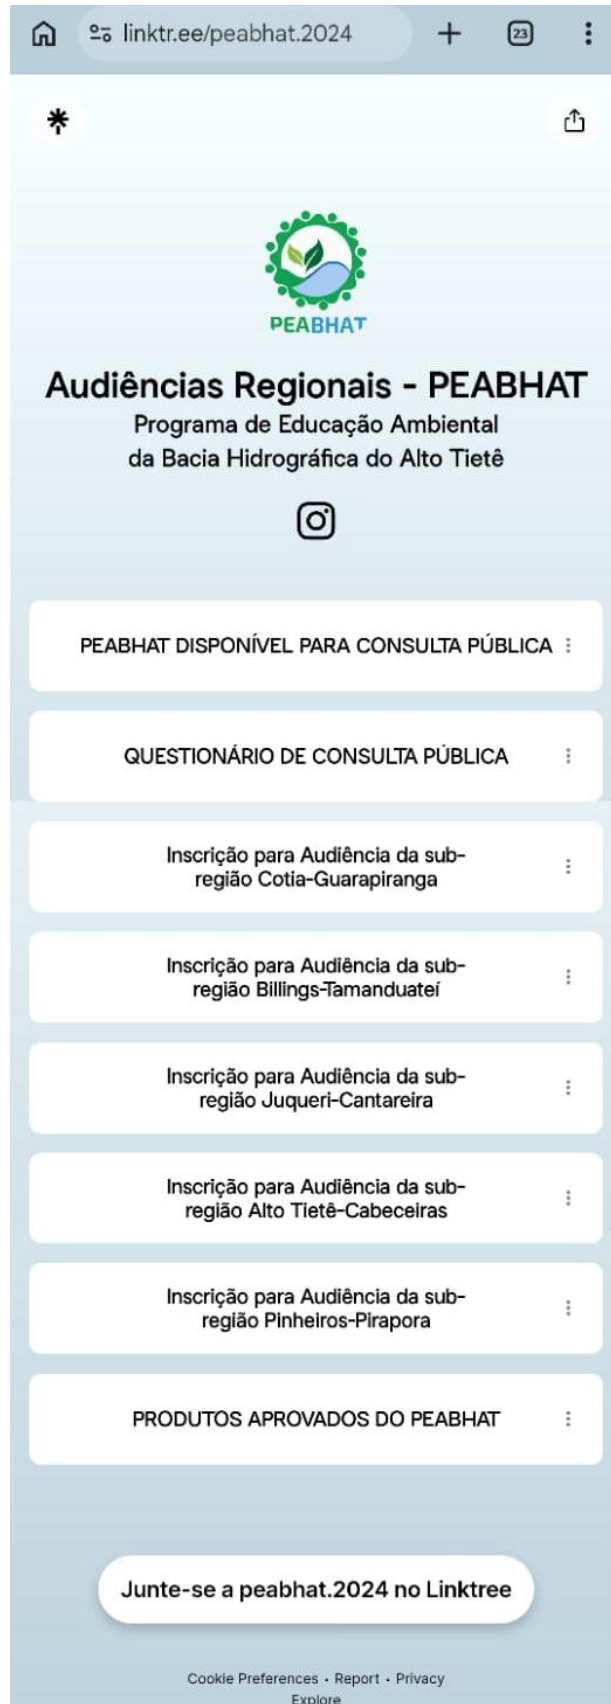 linktr.ee/peabhat.2024
23
PEABHAT
Audiências Regionais - PEABHAT
Programa de Educação Ambiental
da Bacia Hidrográfica do Alto Tietê
PEABHAT DISPONÍVEL PARA CONSULTA PÚBLICA
QUESTIONÁRIO DE CONSULTA PÚBLICA
Inscrição para Audiência da sub-
região Cotia-Guarapiranga
Inscrição para Audiência da sub-
região Billings-Tamanduateí
Inscrição para Audiência da sub-
região Juqueri-Cantareira
Inscrição para Audiência da sub-
região Alto Tietê-Cabeceiras
Inscrição para Audiência da sub-
região Pinheiros-Pirapora
PRODUTOS APROVADOS DO PEABHAT
Junte-se a peabhat.2024 no Linktree
Cookie Preferences • Report • Privacy
Explore